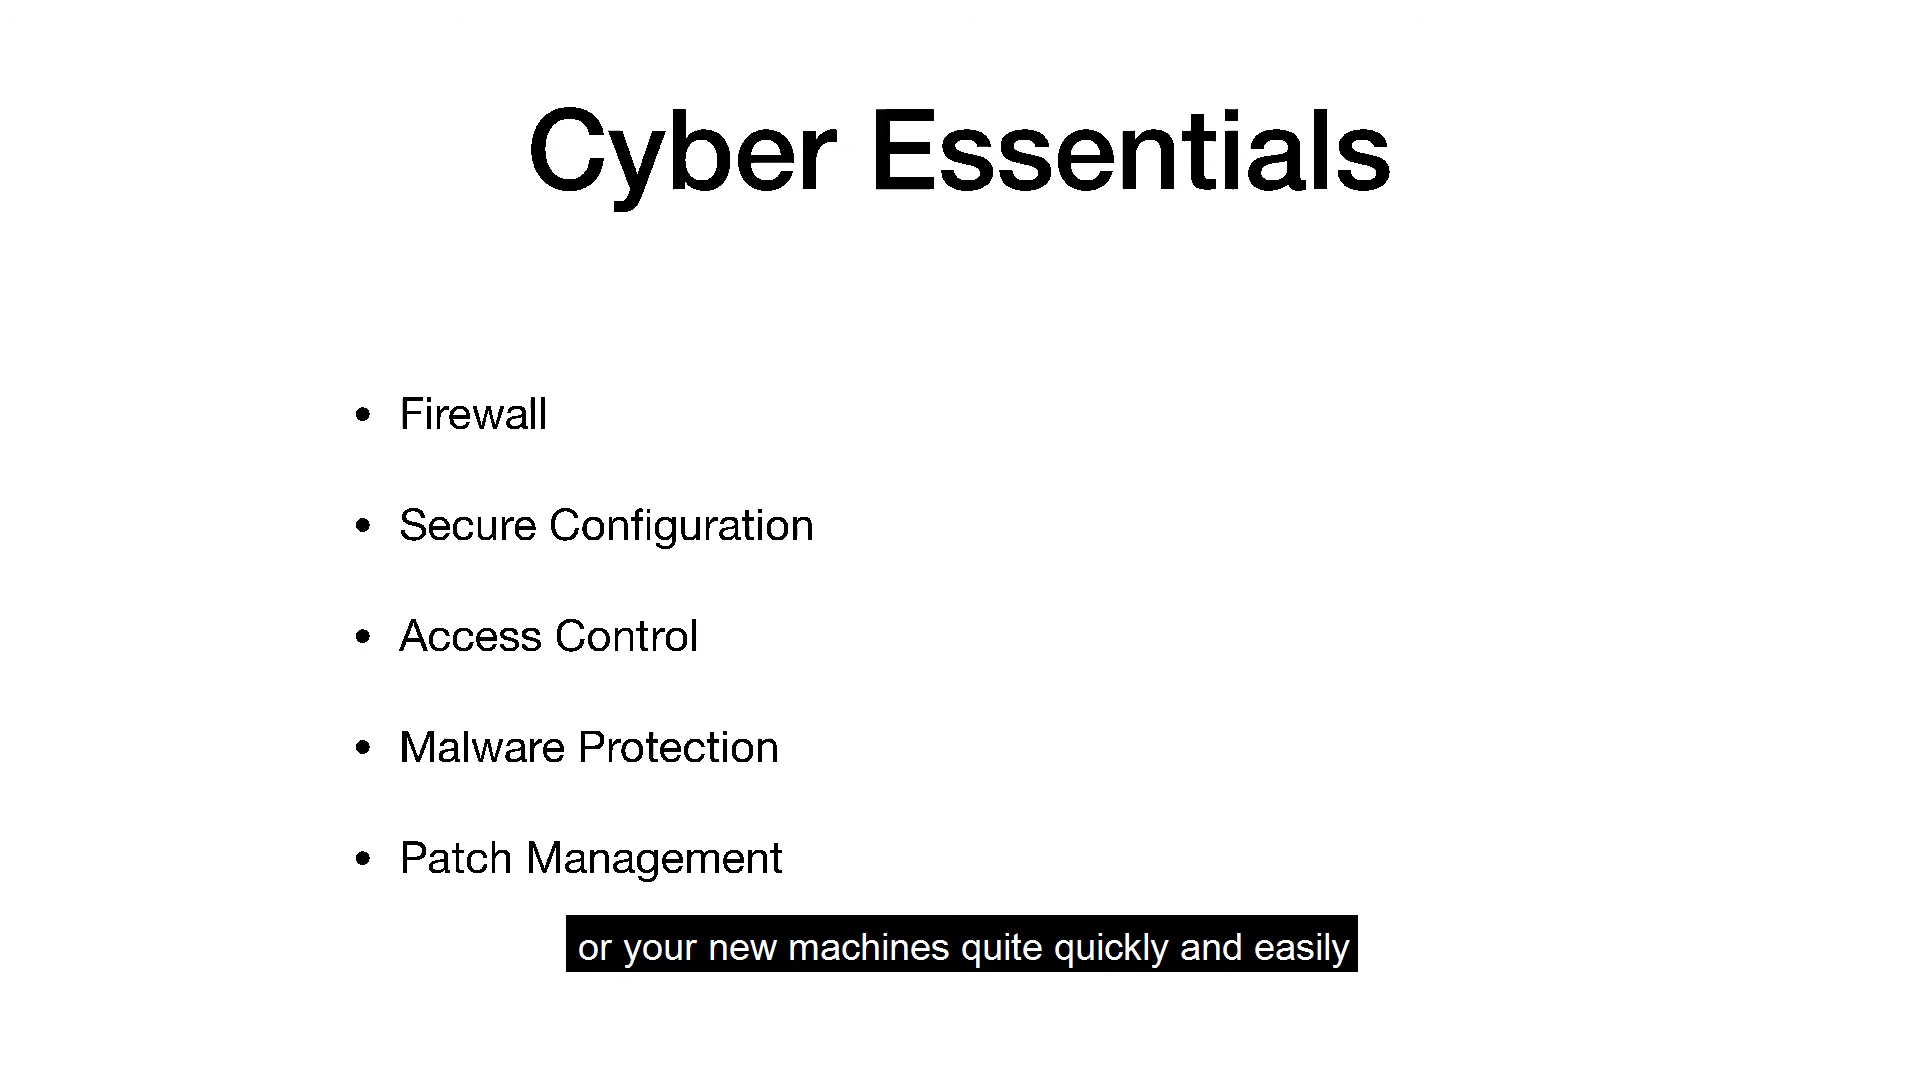 Cyber Essentials
• Firewall
• Secure Configuration
• Access Control
• Malware Protection
• Patch Management
or your new machines quite quickly and easily